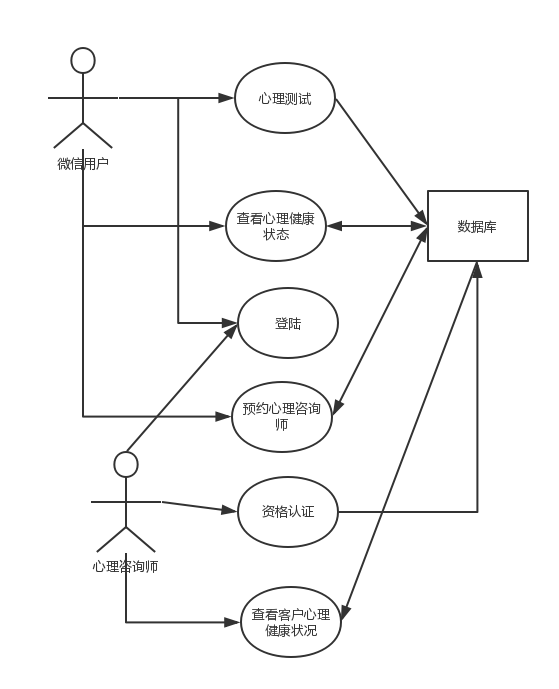 心理测试
微信用户
查看心理健康
状态
数据库
登陆
预约心理咨询
师
资格认证
心理咨询师
查看客户心理
健康状况